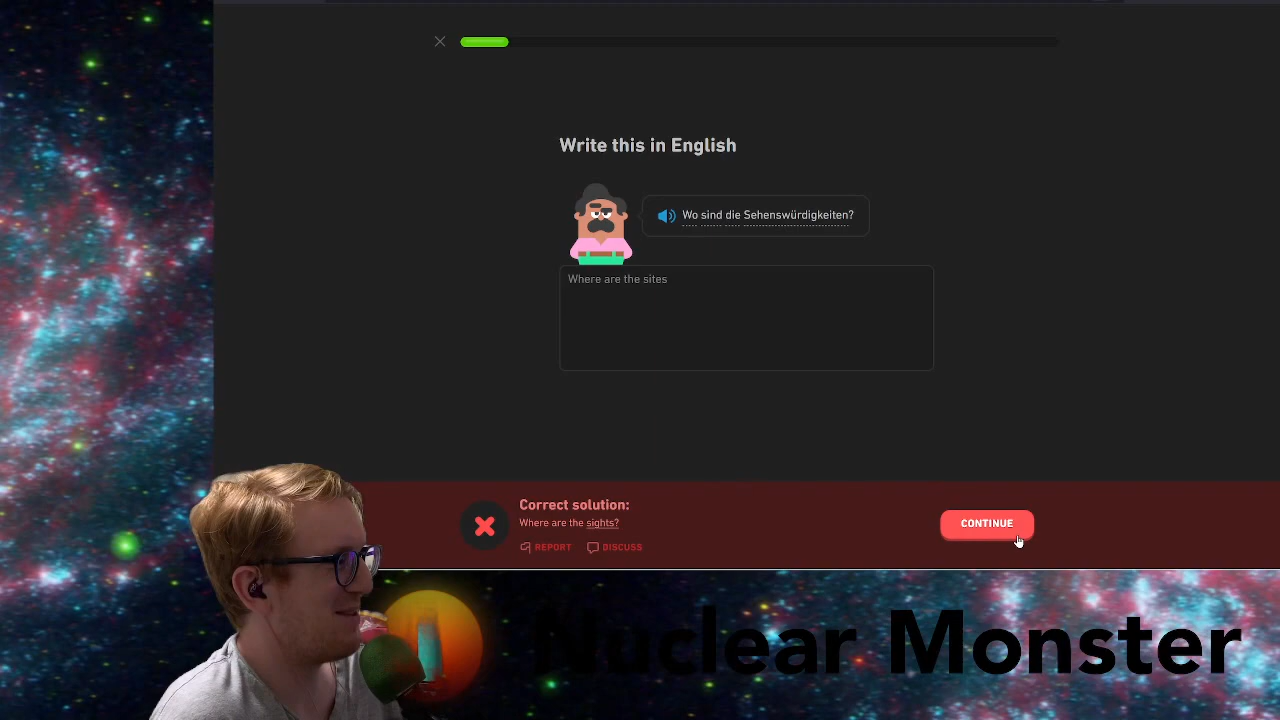 Write this in English
Wo sind die Sehenswürdigkeiten?
Where are the sites
Correct solution:
Where are the sights?
REPORT
DISCUSS
CONTINUE
Nuclear Monster